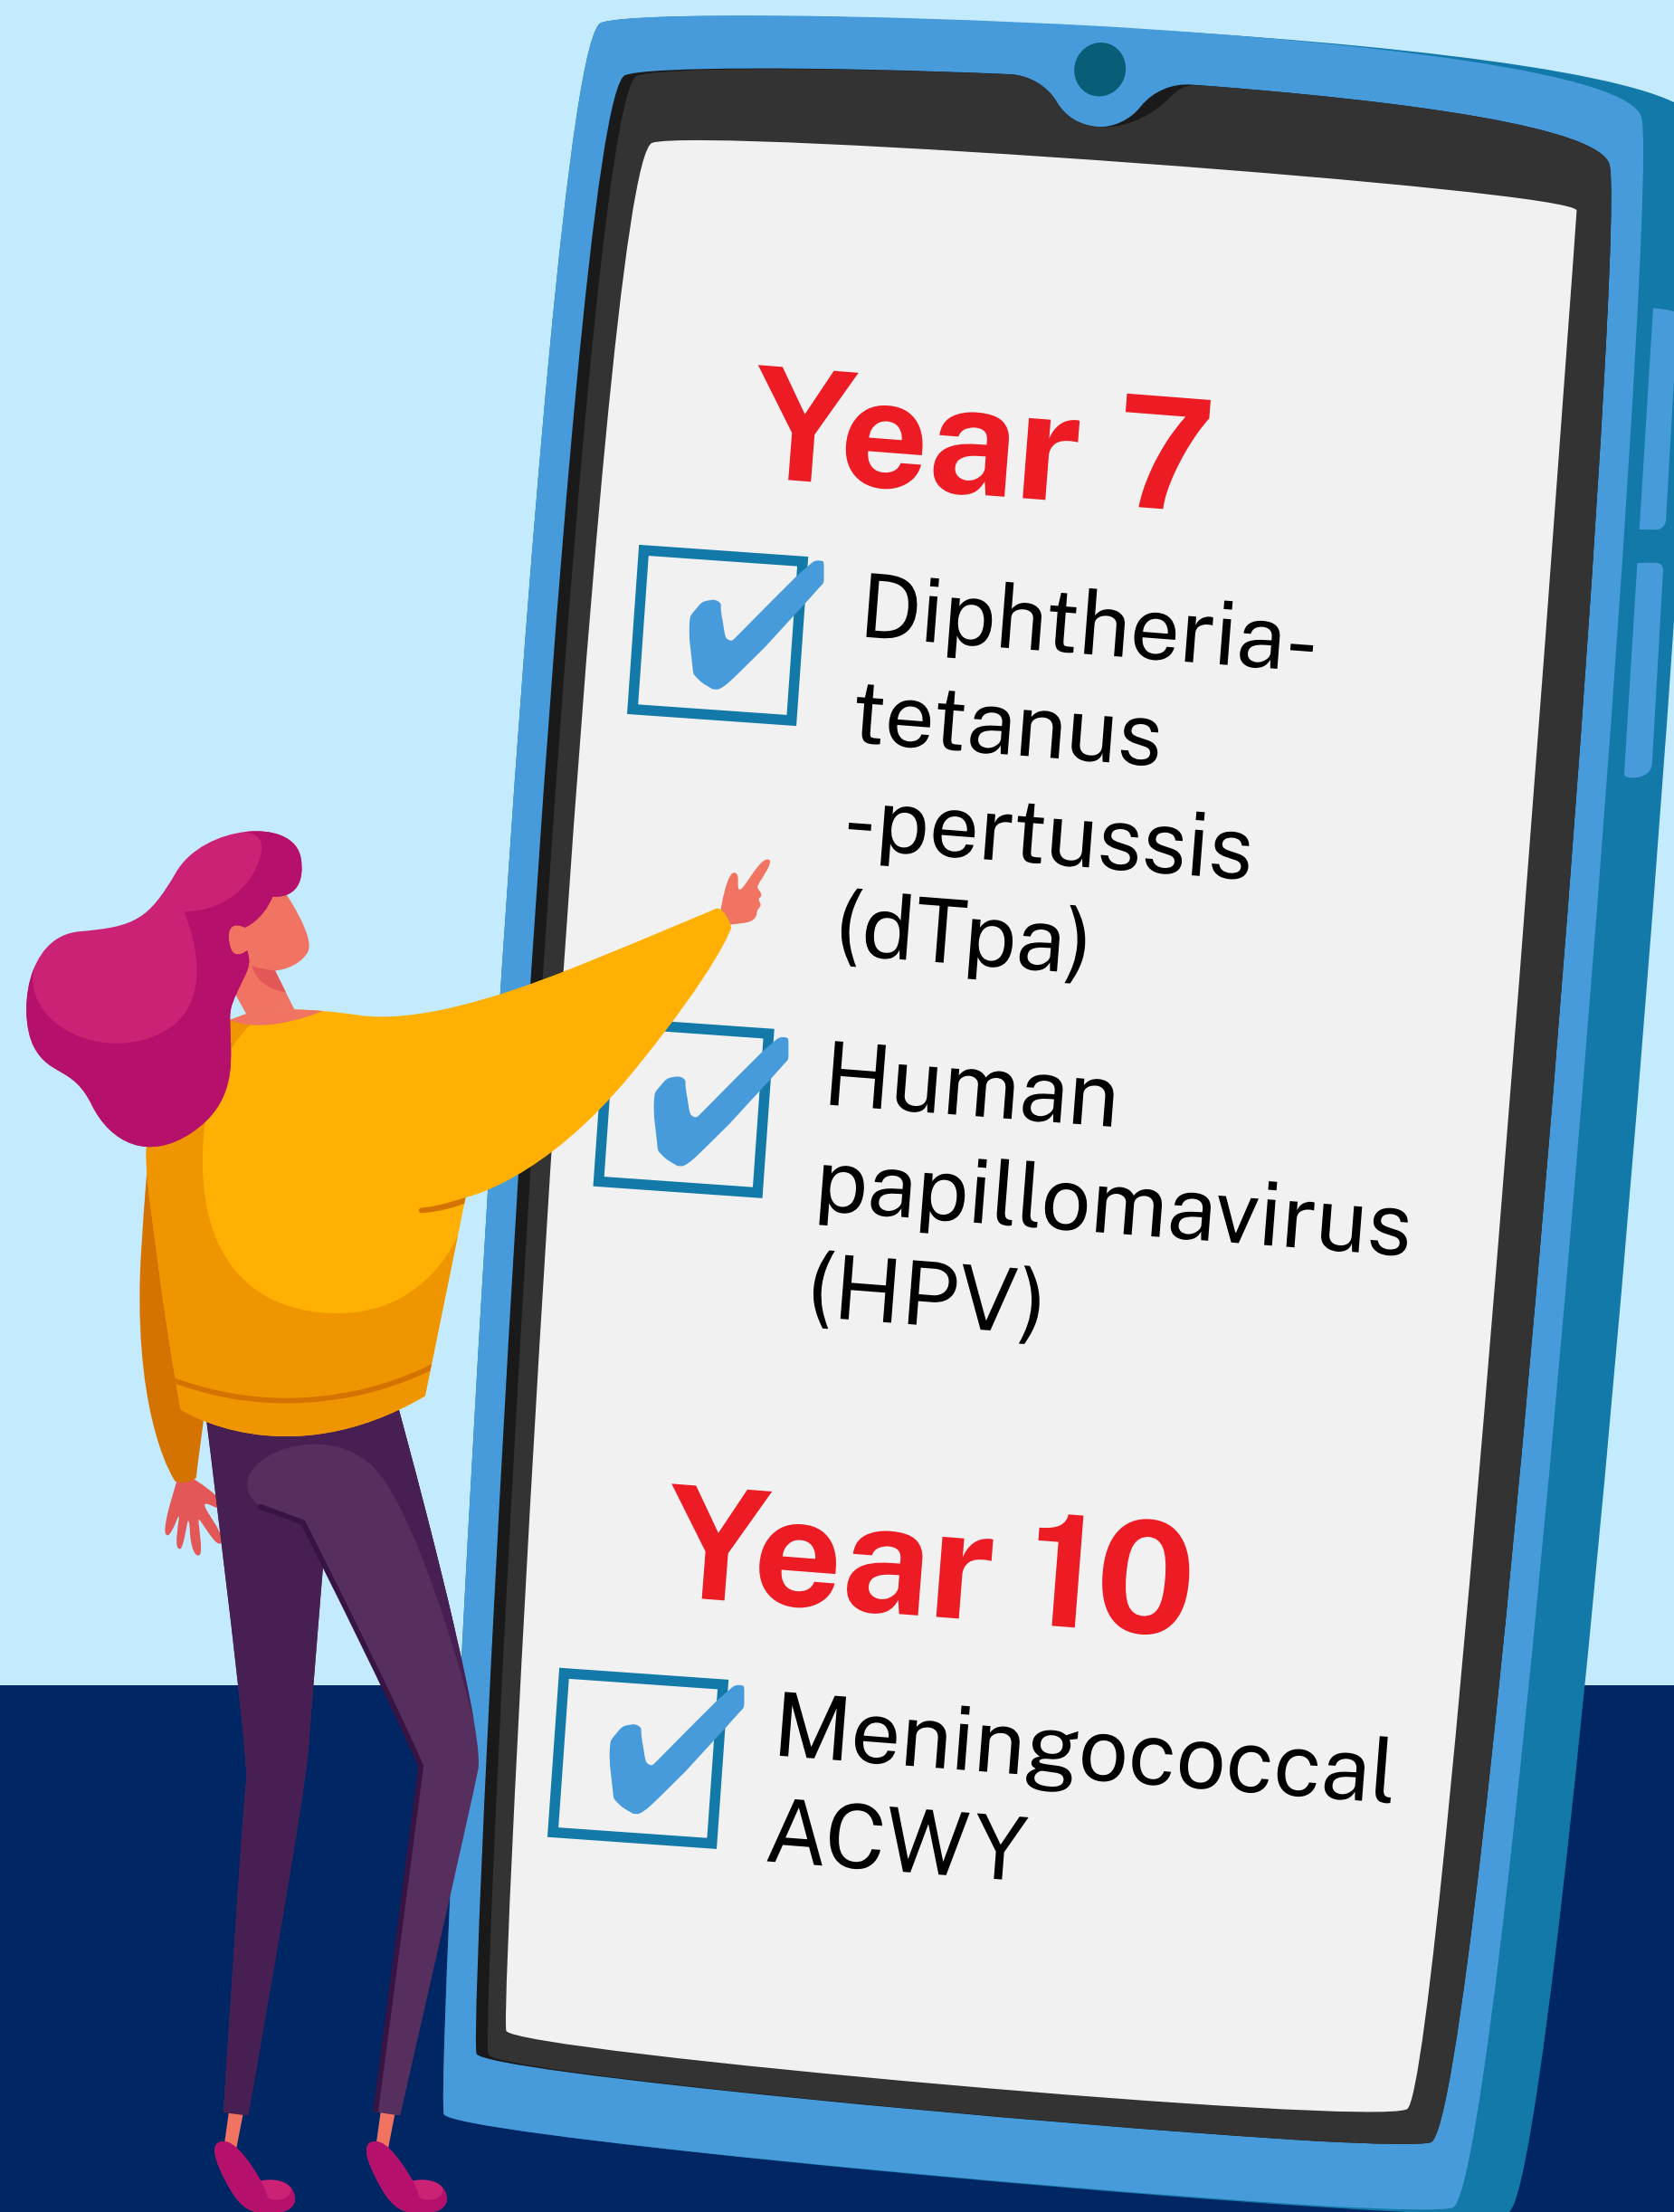 Year 7
Diphtheria-
tetanus
-pertussis
(dTpa)
Human
papillomavirus
(HPV)
Year 10
Meningococcal
ACWY